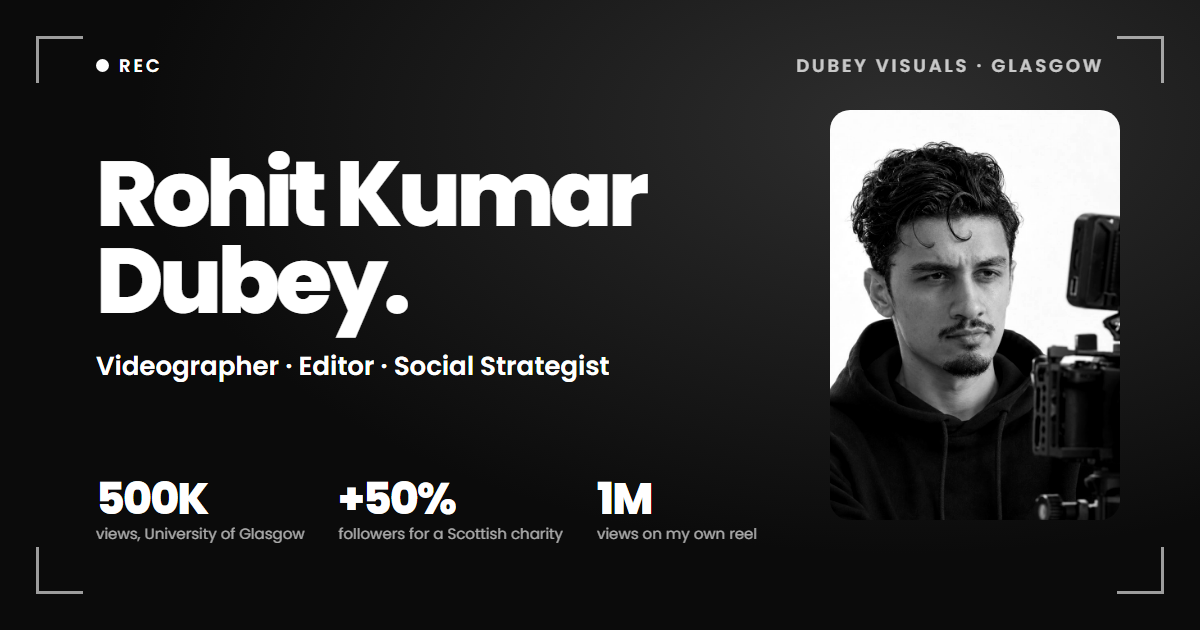 REC
DUBEY VISUALS · GLASGOW
Rohit Kumar
Dubey.
Videographer · Editor · Social Strategist
500K
views, University of Glasgow
+50%
followers for a Scottish charity
1M
views on my own reel